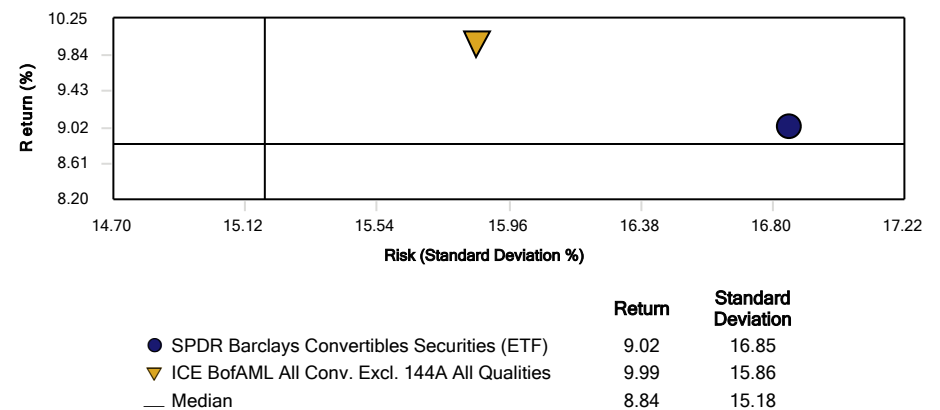 10.25
9.84
9.43
9.02
8.61
8.20
Return (%)
14.70 15.12 15.54 15.96 16.38 16.80 17.22
Risk (Standard Deviation %)
Return Standard Deviation
SPDR Barclays Convertibles Securities (ETF) 9.02 16.85
ICE BofAML All Conv. Excl. 144A All Qualities 9.99 15.86
Median 8.84 15.18